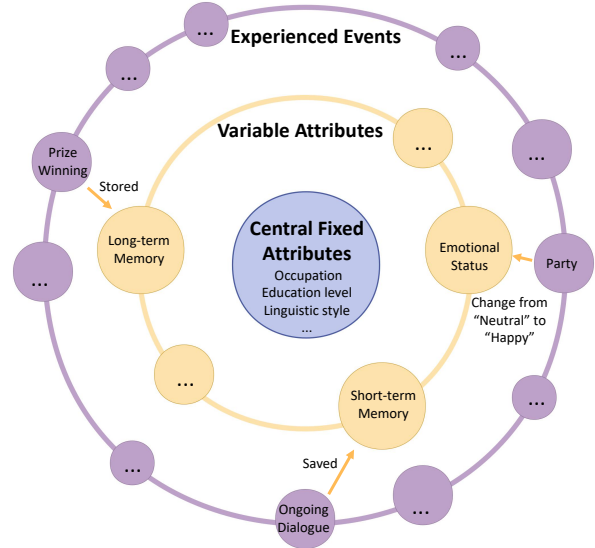 ...
Experienced Events
...
...
Variable Attributes
...
...
Prize
Winning
Stored
Long-term
Memory
Central Fixed
Attributes
Occupation
Education level
Linguistic style
...
Emotional
Status
Party
...
Change from
“Neutral” to
“Happy”
...
Short-term
Memory
...
...
Saved
...
Ongoing
Dialogue